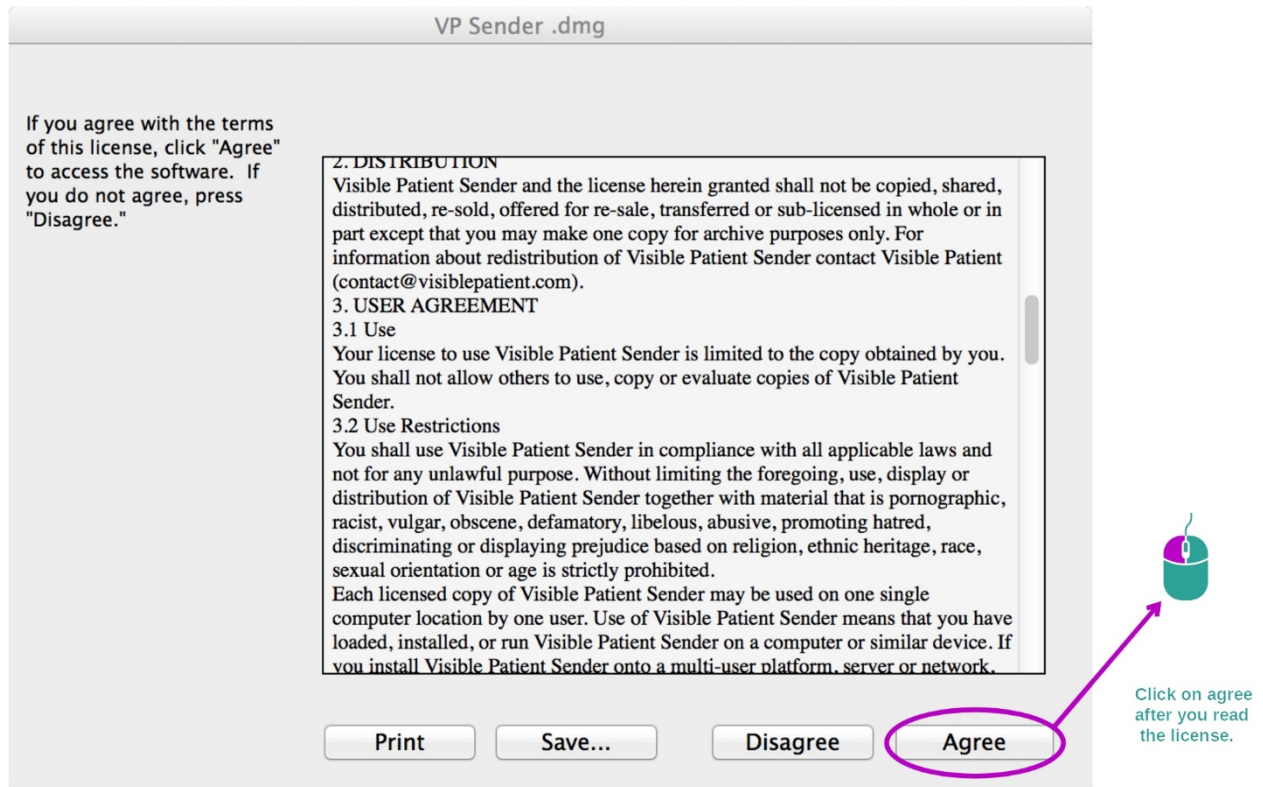 VP Sender .dmg
If you agree with the terms
of this license, click "Agree"
to access the software.  If
you do not agree, press
"Disagree."
2. DISTRIBUTION
Visible Patient Sender and the license herein granted shall not be copied, shared,
distributed, re-sold, offered for re-sale, transferred or sub-licensed in whole or in
part except that you may make one copy for archive purposes only. For
information about redistribution of Visible Patient Sender contact Visible Patient
(contact@visiblepatient.com).
3. USER AGREEMENT
3.1 Use
Your license to use Visible Patient Sender is limited to the copy obtained by you.
You shall not allow others to use, copy or evaluate copies of Visible Patient
Sender.
3.2 Use Restrictions
You shall use Visible Patient Sender in compliance with all applicable laws and
not for any unlawful purpose. Without limiting the foregoing, use, display or
distribution of Visible Patient Sender together with material that is pornographic,
racist, vulgar, obscene, defamatory, libelous, abusive, promoting hatred,
discriminating or displaying prejudice based on religion, ethnic heritage, race,
sexual orientation or age is strictly prohibited.
Each licensed copy of Visible Patient Sender may be used on one single
computer location by one user. Use of Visible Patient Sender means that you have
loaded, installed, or run Visible Patient Sender on a computer or similar device. If
you install Visible Patient Sender onto a multi-user platform, server or network,
Print
Save...
Disagree
Agree
Click on agree
after you read
the license.